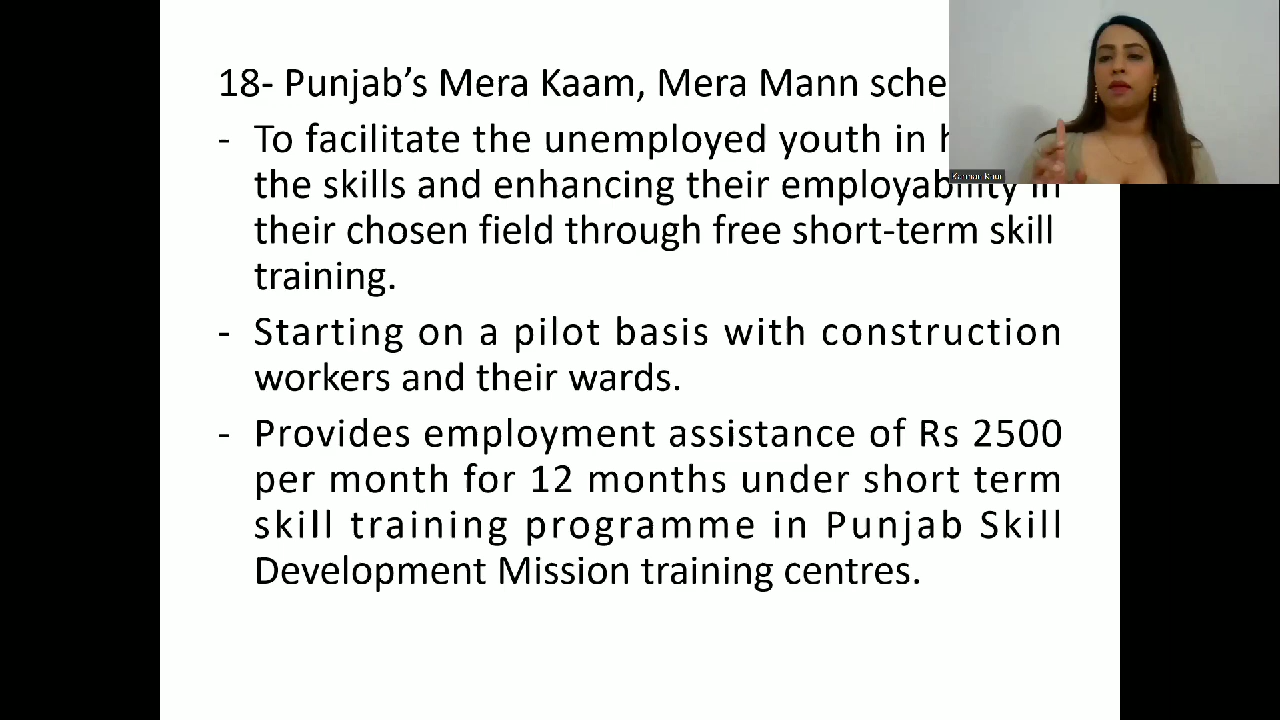 18- Punjab’s Mera Kaam, Mera Mann
- To facilitate the unemployed youth in
the skills and enhancing their employability in
their chosen field through free short-term skill
training.
- Starting on a pilot basis with construction
workers and their wards.
- Provides employment assistance of Rs 2500
per month for 12 months under short term
skill training programme in Punjab Skill
Development Mission training centres.